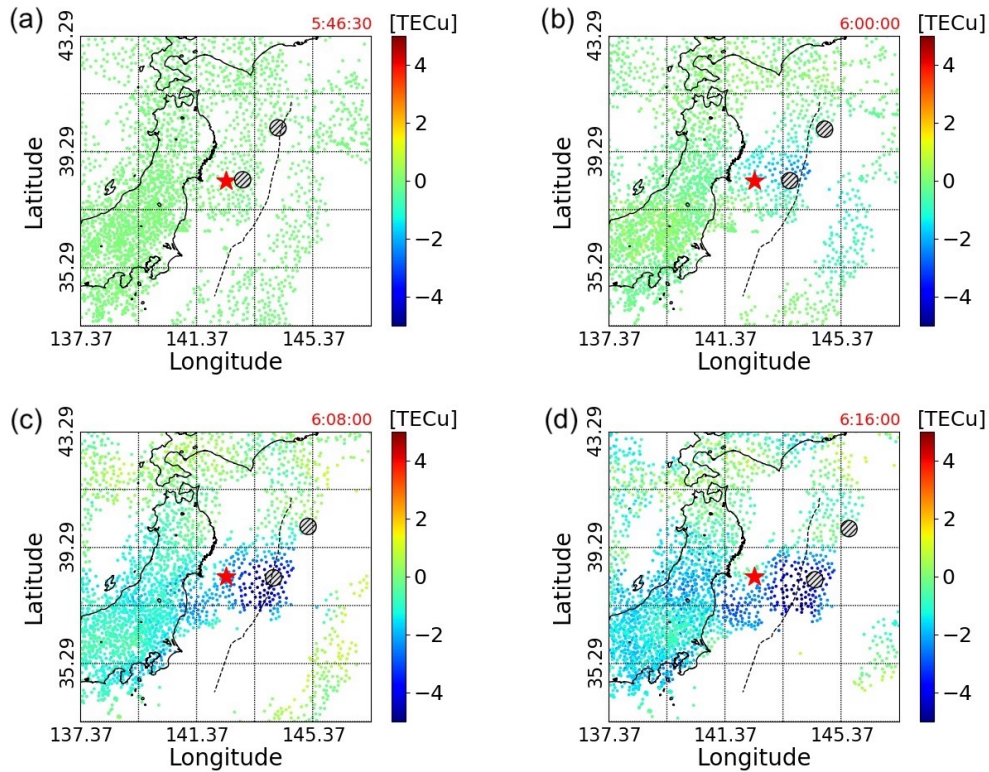 (a) 5:46:30 [TECu]
43.29
39.29
35.29
Latitude
137.37 141.37 145.37
Longitude
4
2
0
−2
−4
(b) 6:00:00 [TECu]
43.29
39.29
35.29
Latitude
137.37 141.37 145.37
Longitude
4
2
0
−2
−4
(c) 6:08:00 [TECu]
43.29
39.29
35.29
Latitude
137.37 141.37 145.37
Longitude
4
2
0
−2
−4
(d) 6:16:00 [TECu]
43.29
39.29
35.29
Latitude
137.37 141.37 145.37
Longitude
4
2
0
−2
−4